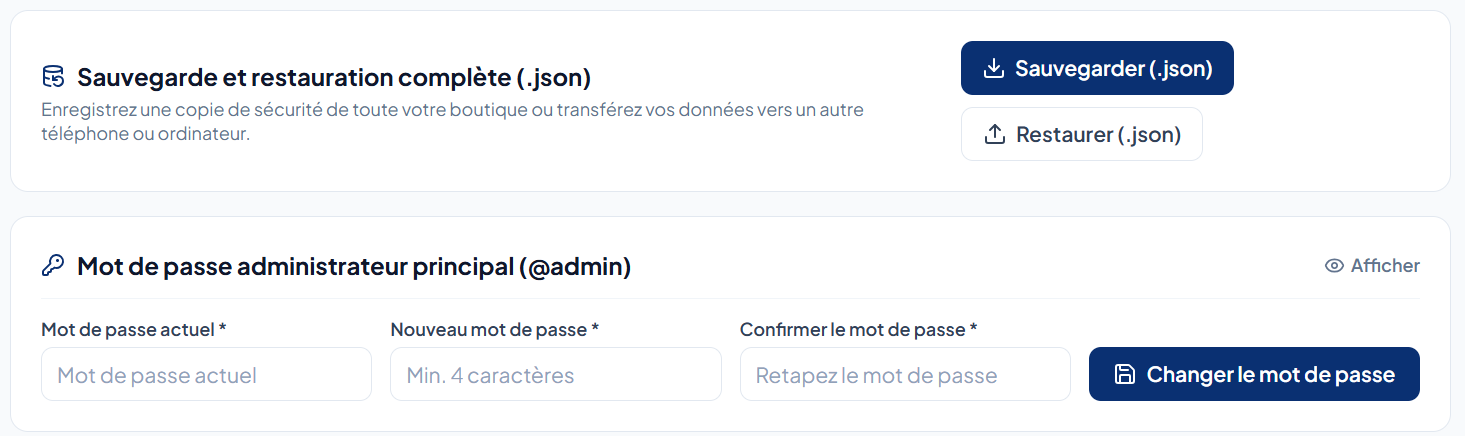 Sauvegarde et restauration complète (.json)
Enregistrez une copie de sécurité de toute votre boutique ou transférez vos données vers un autre
téléphone ou ordinateur.
Sauvegarder (.json)
Restaurer (.json)
Mot de passe administrateur principal (@admin)
Afficher
Mot de passe actuel *
Nouveau mot de passe *
Confirmer le mot de passe *
Mot de passe actuel
Min. 4 caractères
Retapez le mot de passe
Changer le mot de passe